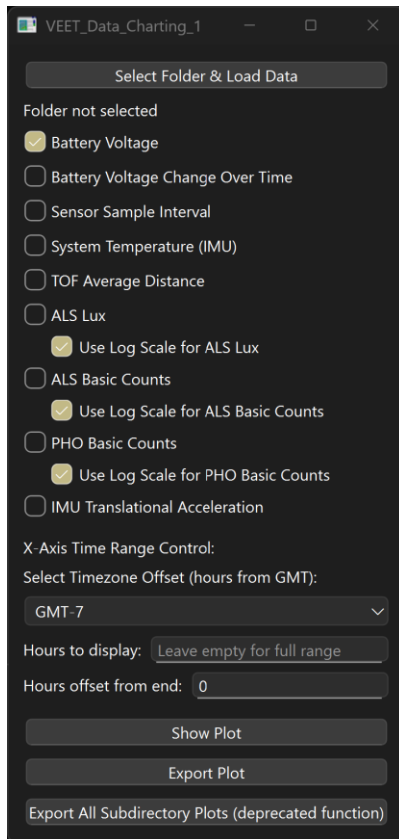 VEET_Data_Charting_1
Select Folder & Load Data
Folder not selected
Battery Voltage
Battery Voltage Change Over Time
Sensor Sample Interval
System Temperature (IMU)
TOF Average Distance
ALS Lux
Use Log Scale for ALS Lux
ALS Basic Counts
Use Log Scale for ALS Basic Counts
PHO Basic Counts
Use Log Scale for PHO Basic Counts
IMU Translational Acceleration
X-Axis Time Range Control:
Select Timezone Offset (hours from GMT):
GMT-7
Hours to display: Leave empty for full range
Hours offset from end: 0
Show Plot
Export Plot
Export All Subdirectory Plots (deprecated function)